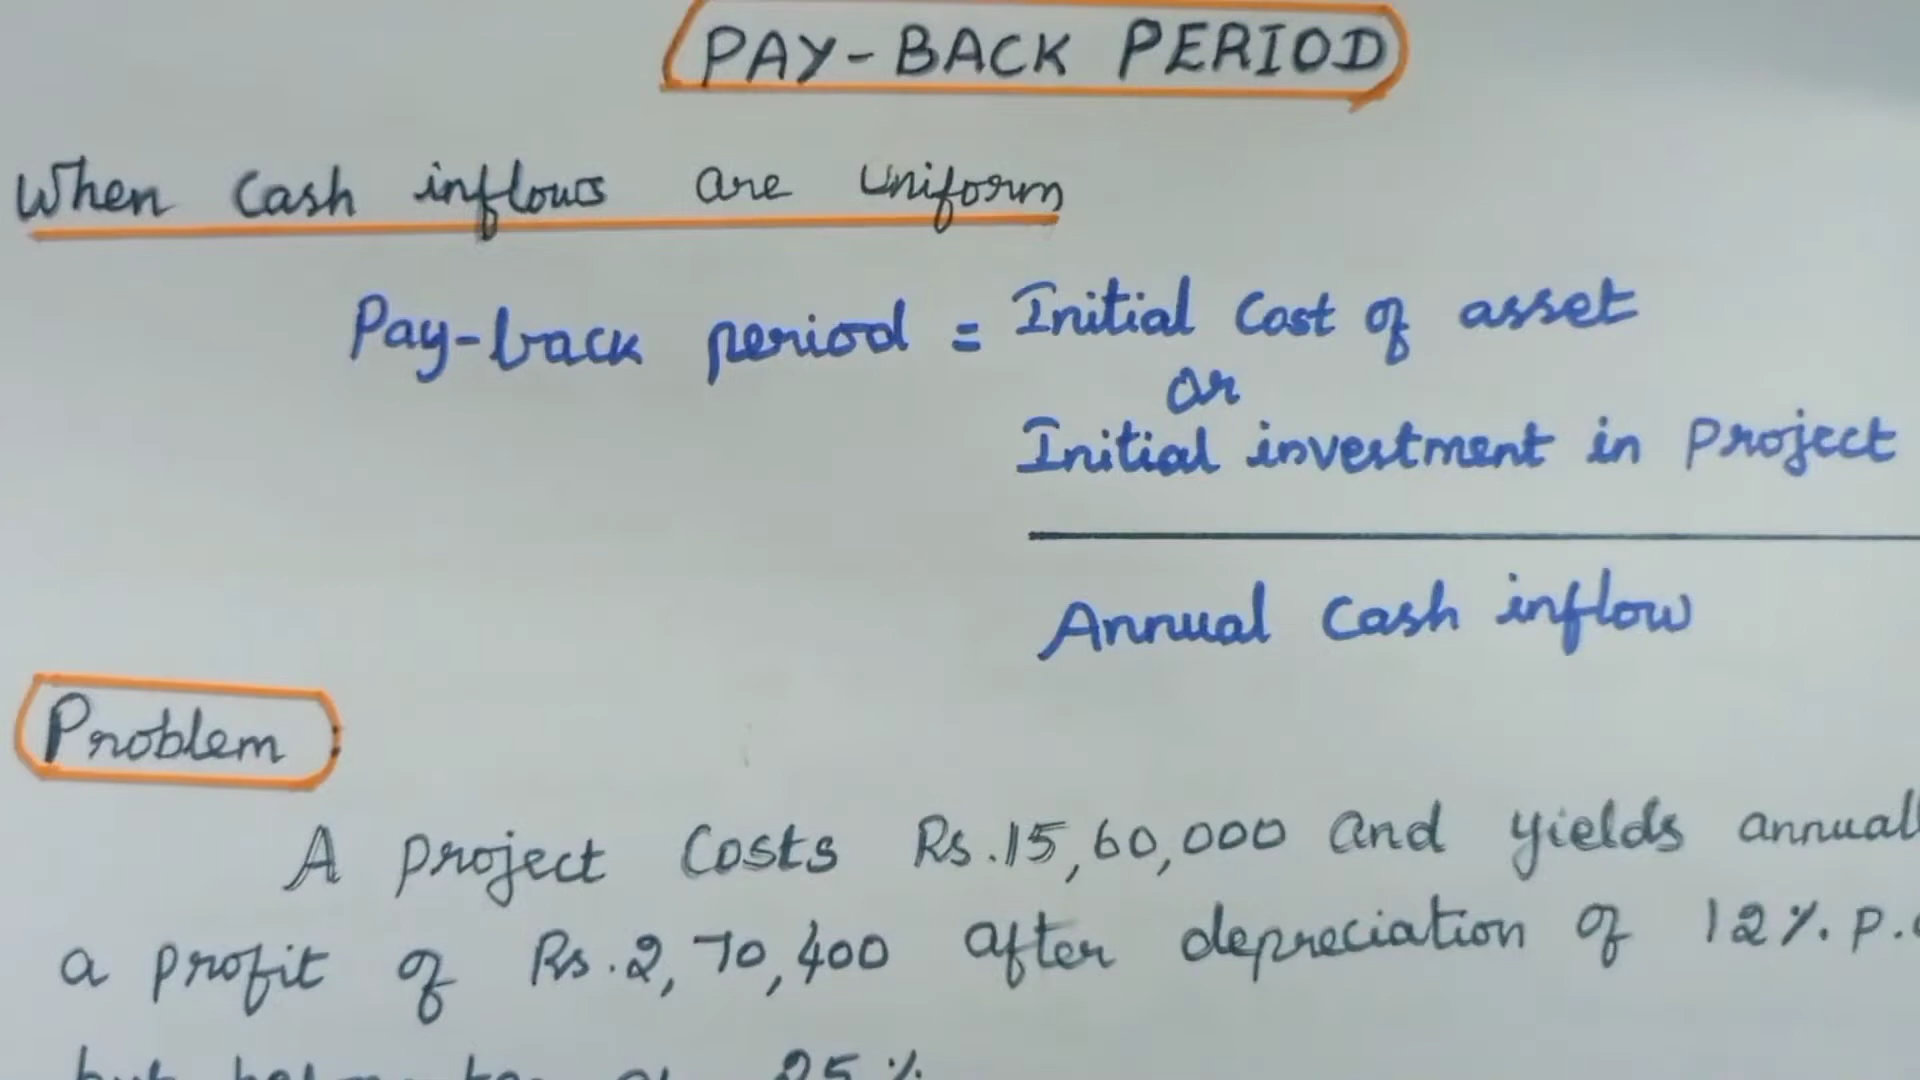 PAY-BACK PERIOD
When Cash inflows are Uniform
Pay-back period = Initial Cost of asset
or
Initial investment in Project
Annual Cash inflow
Problem
A project Costs Rs.15,60,000 and yields annuall
a profit of Rs.2,70,400 after depreciation of 12%. p.
25%